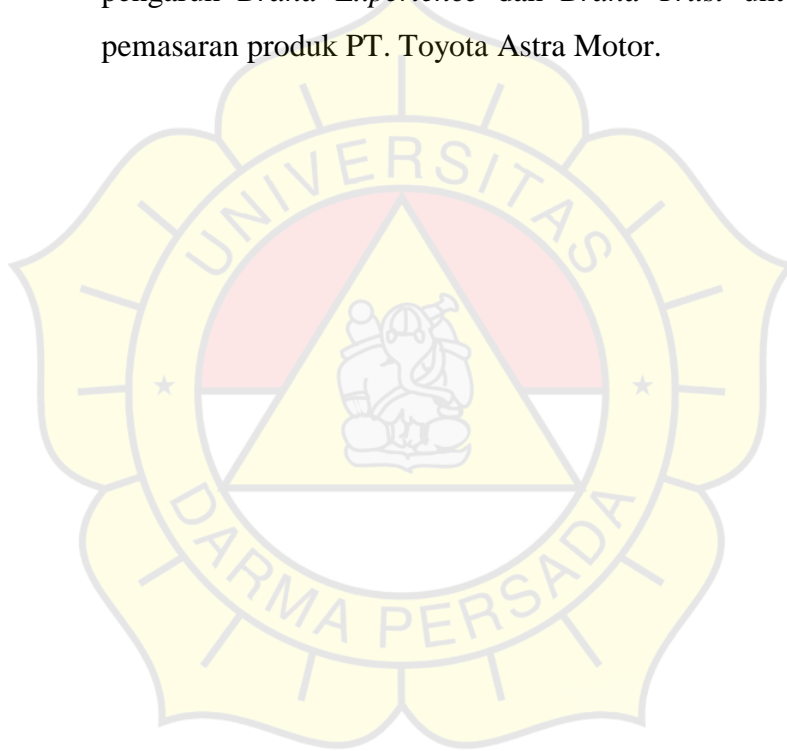 pengaruh Brand Experience dan Brand Trust
pemasaran produk PT. Toyota Astra Motor.
UNIVERSITAS
DARMA PERSADA